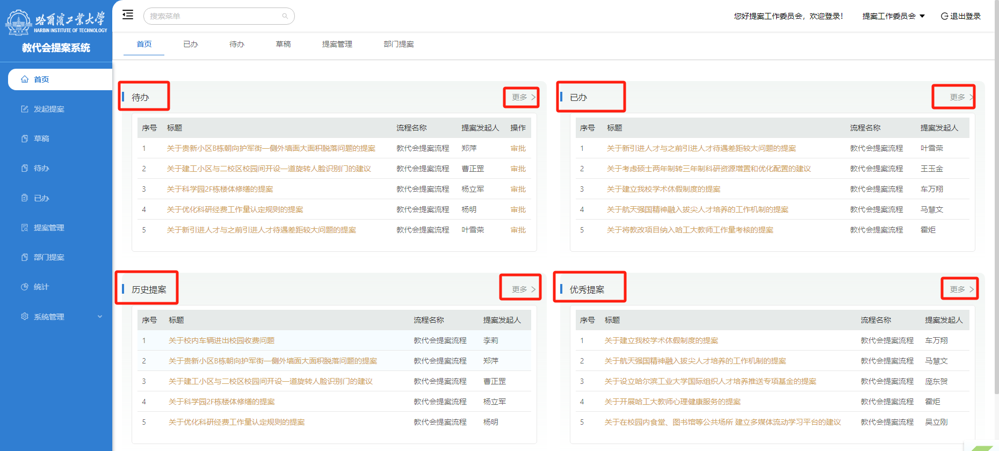 哈爾濱工業大學
HARBIN INSTITUTE OF TECHNOLOGY
教代会提案系统
搜索菜单
您好提案工作委员会，欢迎登录！ 提案工作委员会 退出登录
首页 已办 待办 草稿 提案管理 部门提案
首页
发起提案
草稿
待办
已办
提案管理
部门提案
统计
系统管理
待办 更多
序号 标题 流程名称 提案发起人 操作
1 关于贵新小区B栋朝向护军街一侧外墙面大面积脱落问题的提案 教代会提案流程 郑萍 审批
2 关于建工小区与二校区校园间开设一道旋转人脸识别门的建议 教代会提案流程 曹正罡 审批
3 关于科学园2F栋楼体修缮的提案 教代会提案流程 杨立军 审批
4 关于优化科研经费工作量认定规则的提案 教代会提案流程 杨明 审批
5 关于新引进人才与之前引进人才待遇差距较大问题的提案 教代会提案流程 叶雪荣 审批
已办 更多
序号 标题 流程名称 提案发起人
1 关于新引进人才与之前引进人才待遇差距较大问题的提案 教代会提案流程 叶雪荣
2 关于考虑硕士两年制转三年制科研资源增置和优化配置的建议 教代会提案流程 王玉金
3 关于建立我校学术休假制度的提案 教代会提案流程 车万翔
4 关于航天强国精神融入拔尖人才培养的工作机制的提案 教代会提案流程 马慧文
5 关于将教改项目纳入哈工大教师工作量考核的提案 教代会提案流程 霍炬
历史提案 更多
序号 标题 流程名称 提案发起人
1 关于校内车辆进出校园收费问题 教代会提案流程 李莉
2 关于贵新小区B栋朝向护军街一侧外墙面大面积脱落问题的提案 教代会提案流程 郑萍
3 关于建工小区与二校区校园间开设一道旋转人脸识别门的建议 教代会提案流程 曹正罡
4 关于科学园2F栋楼体修缮的提案 教代会提案流程 杨立军
5 关于优化科研经费工作量认定规则的提案 教代会提案流程 杨明
优秀提案 更多
序号 标题 流程名称 提案发起人
1 关于建立我校学术休假制度的提案 教代会提案流程 车万翔
2 关于航天强国精神融入拔尖人才培养的工作机制的提案 教代会提案流程 马慧文
3 关于设立哈尔滨工业大学国际组织人才培养推送专项基金的提案 教代会提案流程 庞东贺
4 关于开展哈工大教师心理健康服务的提案 教代会提案流程 霍炬
5 关于在校园内食堂、图书馆等公共场所 建立多媒体流动学习平台的建议 教代会提案流程 吴立刚